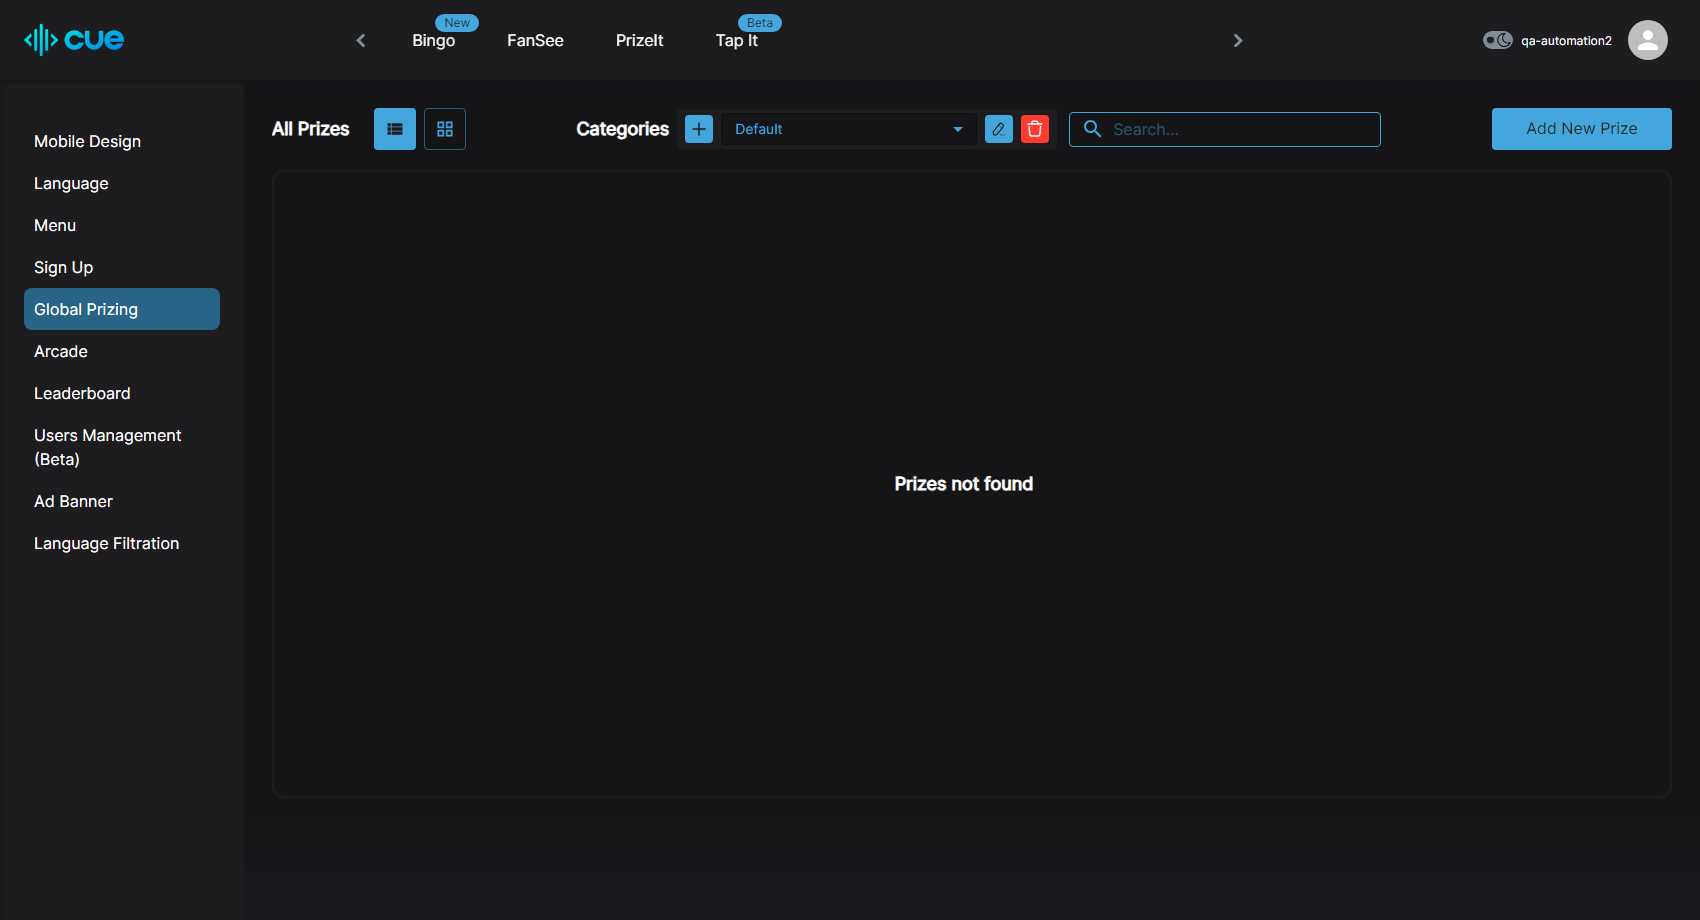 cue
New
Bingo
FanSee
PrizeIt
Beta
Tap It
qa-automation2
Mobile Design
Language
Menu
Sign Up
Global Prizing
Arcade
Leaderboard
Users Management
(Beta)
Ad Banner
Language Filtration
All Prizes
Categories
Default
Search...
Add New Prize
Prizes not found